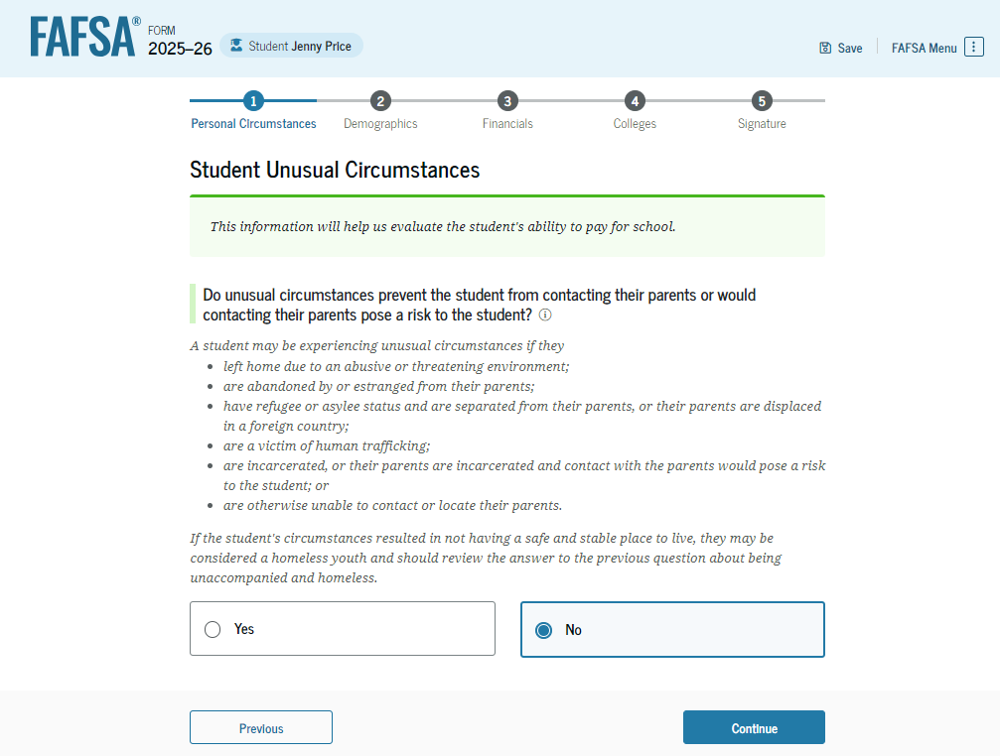 FAFSA®
FORM
2025–26
Student Jenny Price
Save
FAFSA Menu
1
2
3
4
5
Personal Circumstances
Demographics
Financials
Colleges
Signature
Student Unusual Circumstances
This information will help us evaluate the student's ability to pay for school.
Do unusual circumstances prevent the student from contacting their parents or would
contacting their parents pose a risk to the student?
A student may be experiencing unusual circumstances if they
• left home due to an abusive or threatening environment;
• are abandoned by or estranged from their parents;
• have refugee or asylee status and are separated from their parents, or their parents are displaced
in a foreign country;
• are a victim of human trafficking;
• are incarcerated, or their parents are incarcerated and contact with the parents would pose a risk
to the student; or
• are otherwise unable to contact or locate their parents.
If the student's circumstances resulted in not having a safe and stable place to live, they may be
considered a homeless youth and should review the answer to the previous question about being
unaccompanied and homeless.
Yes
No
Previous
Continue